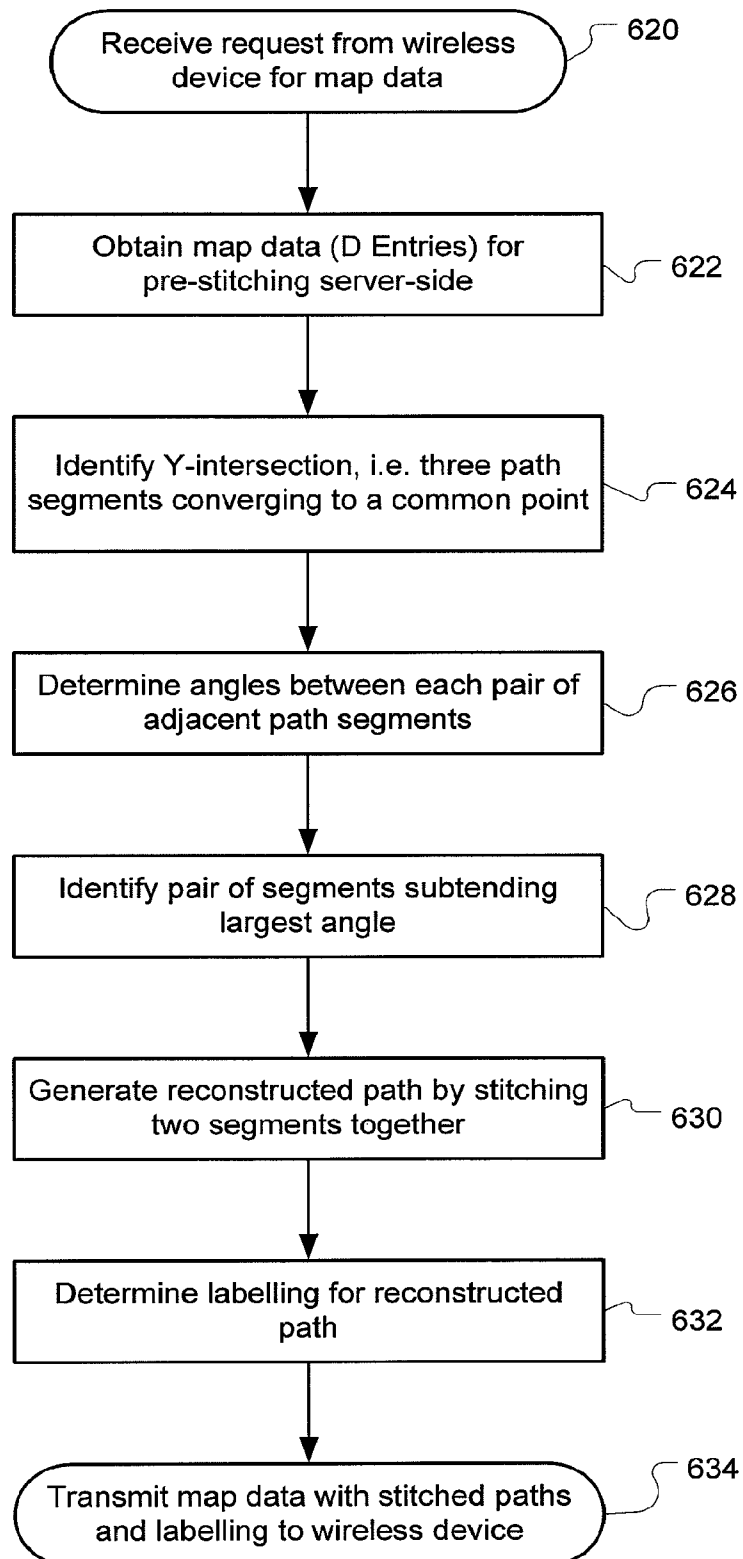 Receive request from wireless
device for map data
620
Obtain map data (D Entries) for
pre-stitching server-side
622
Identify Y-intersection, i.e. three path
segments converging to a common point
624
Determine angles between each pair of
adjacent path segments
626
Identify pair of segments subtending
largest angle
628
Generate reconstructed path by stitching
two segments together
630
Determine labelling for reconstructed
path
632
Transmit map data with stitched paths
and labelling to wireless device
634